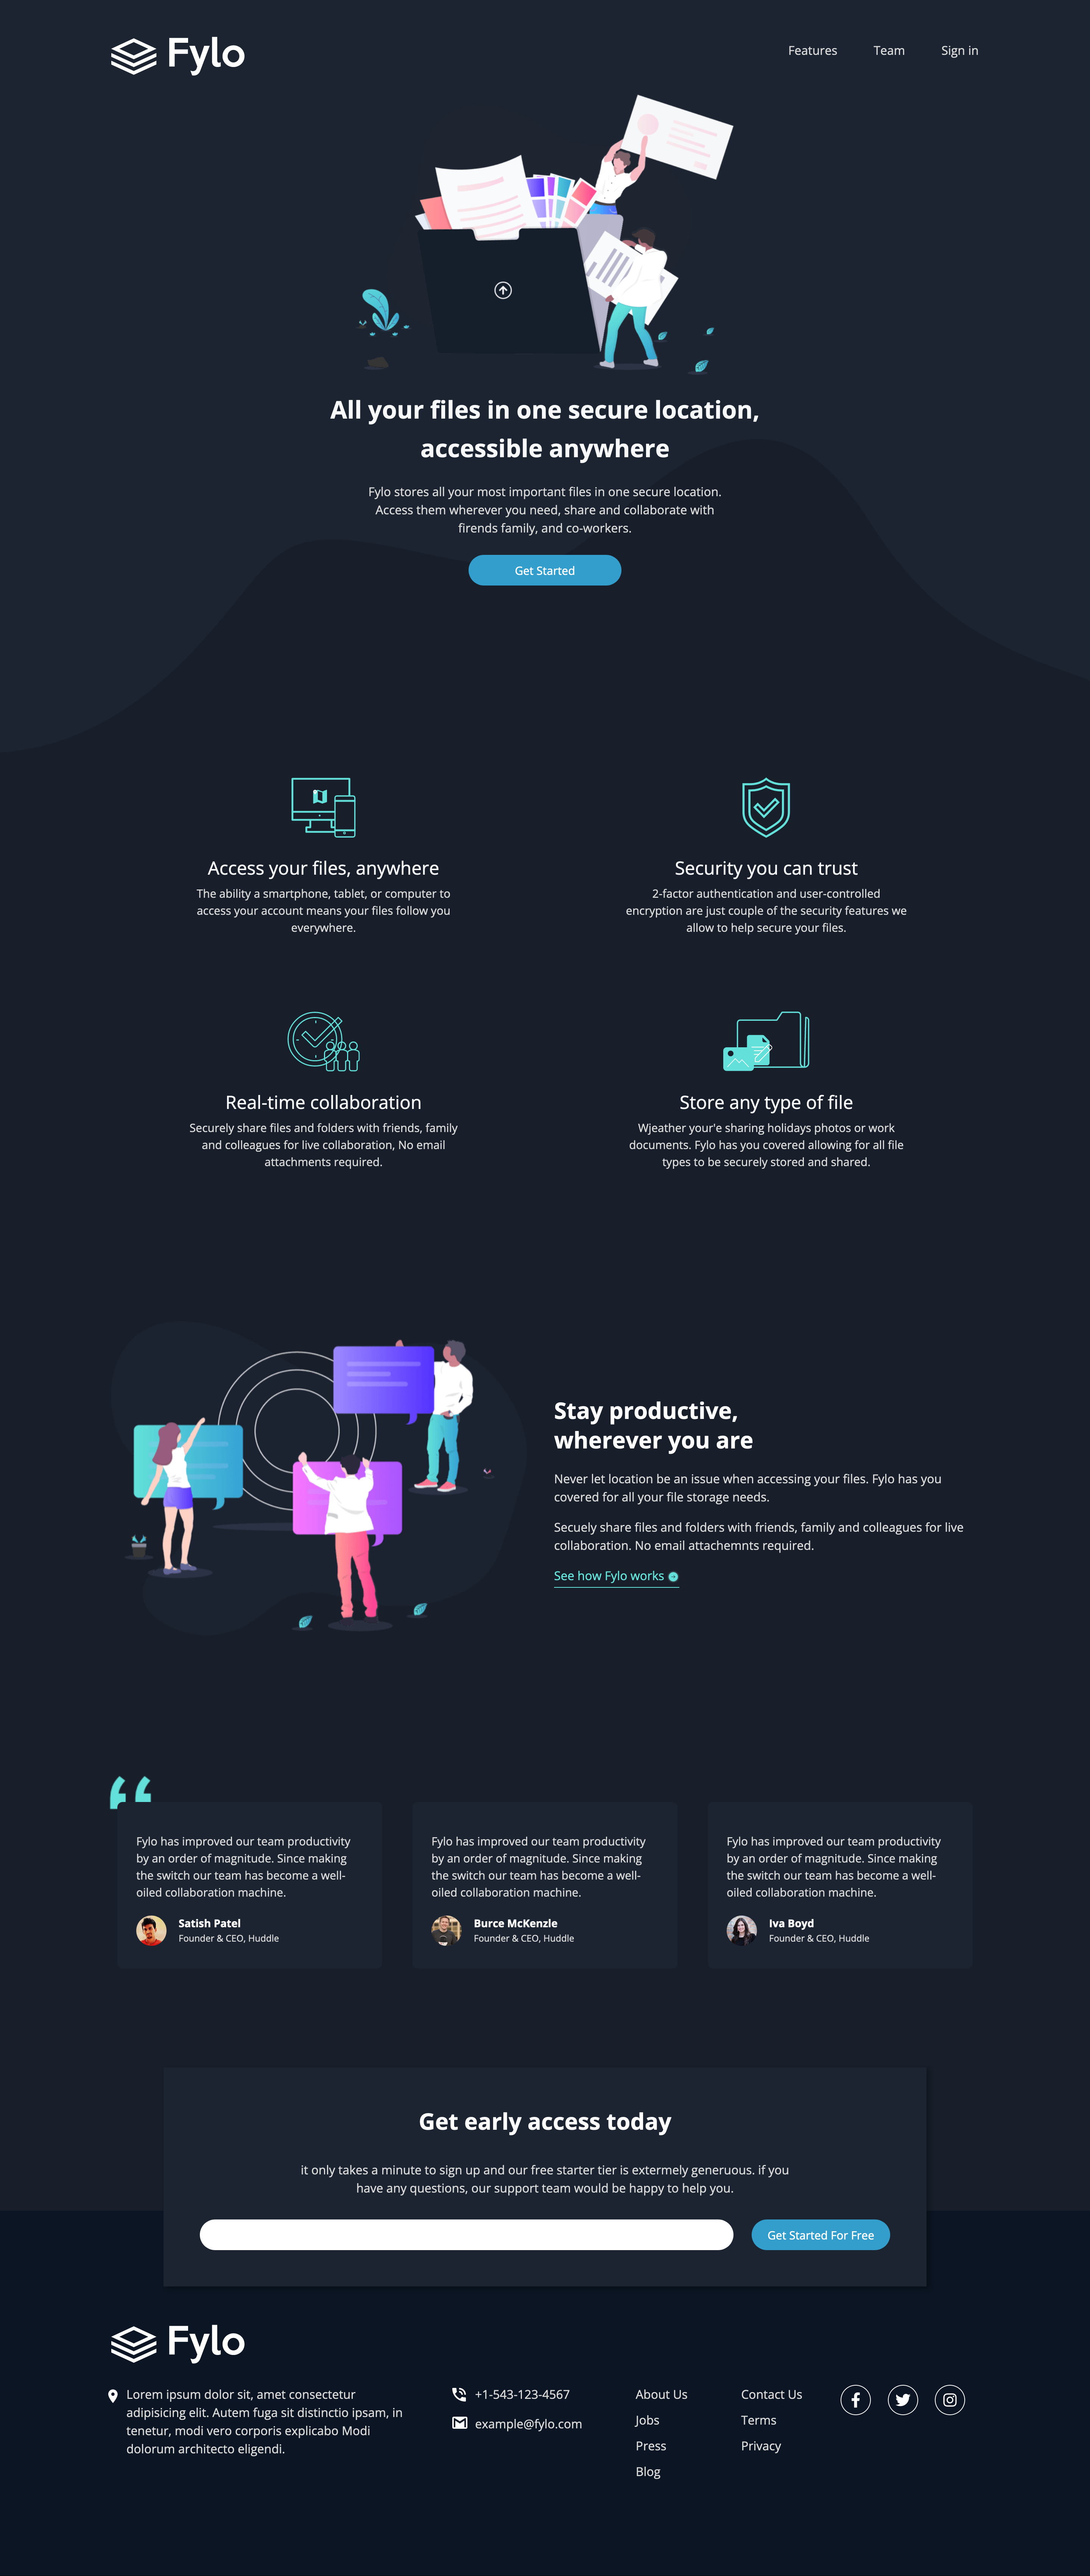 Fylo
Features
Team
Sign in
All your files in one secure location,
accessible anywhere
Fylo stores all your most important files in one secure location.
Access them wherever you need, share and collaborate with
firends family, and co-workers.
Get Started
Access your files, anywhere
The ability a smartphone, tablet, or computer to
access your account means your files follow you
everywhere.
Security you can trust
2-factor authentication and user-controlled
encryption are just couple of the security features we
allow to help secure your files.
Real-time collaboration
Securely share files and folders with friends, family
and colleagues for live collaboration, No email
attachments required.
Store any type of file
Wjeather your'e sharing holidays photos or work
documents. Fylo has you covered allowing for all file
types to be securely stored and shared.
Stay productive,
wherever you are
Never let location be an issue when accessing your files. Fylo has you
covered for all your file storage needs.
Secuely share files and folders with friends, family and colleagues for live
collaboration. No email attachemnts required.
See how Fylo works
Fylo has improved our team productivity
by an order of magnitude. Since making
the switch our team has become a well-
oiled collaboration machine.
Satish Patel
Founder & CEO, Huddle
Fylo has improved our team productivity
by an order of magnitude. Since making
the switch our team has become a well-
oiled collaboration machine.
Burce McKenzle
Founder & CEO, Huddle
Fylo has improved our team productivity
by an order of magnitude. Since making
the switch our team has become a well-
oiled collaboration machine.
Iva Boyd
Founder & CEO, Huddle
Get early access today
it only takes a minute to sign up and our free starter tier is extermely generuous. if you
have any questions, our support team would be happy to help you.
Get Started For Free
Fylo
Lorem ipsum dolor sit, amet consectetur
adipisicing elit. Autem fuga sit distinctio ipsam, in
tenetur, modi vero corporis explicabo Modi
dolorum architecto eligendi.
+1-543-123-4567
example@fylo.com
About Us
Jobs
Press
Blog
Contact Us
Terms
Privacy